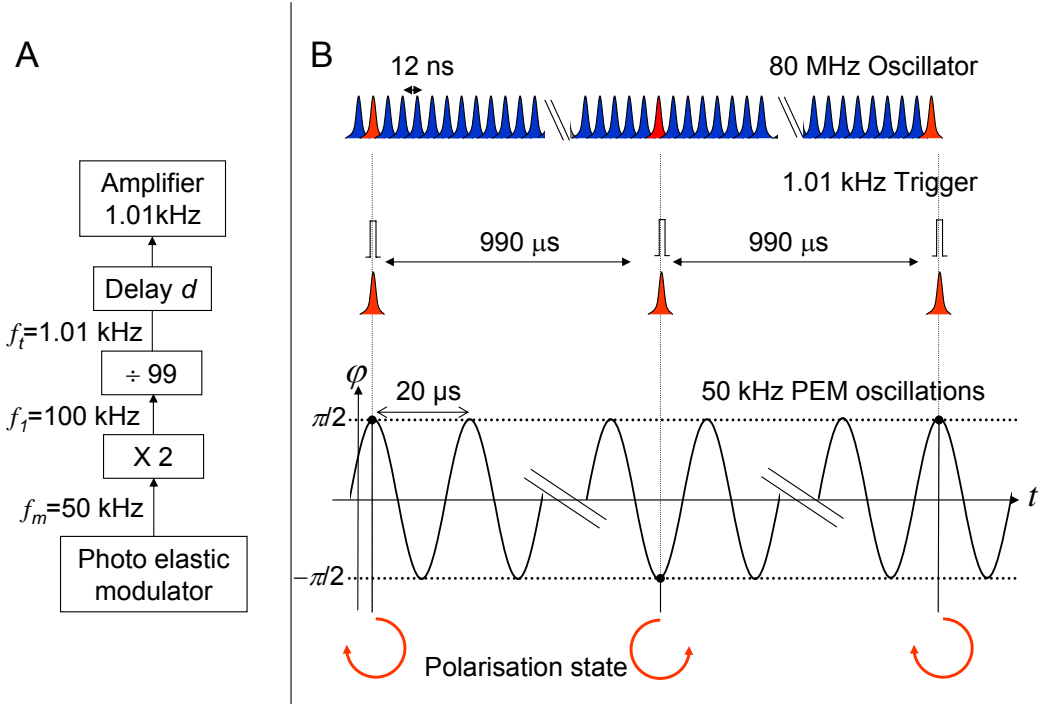 A
Amplifier
1.01kHz
Delay d
fₜ=1.01 kHz
÷ 99
f₁=100 kHz
X 2
fₘ=50 kHz
Photo elastic
modulator
B
12 ns
80 MHz Oscillator
1.01 kHz Trigger
990 μs
990 μs
φ
20 μs
50 kHz PEM oscillations
π/2
t
−π/2
Polarisation state